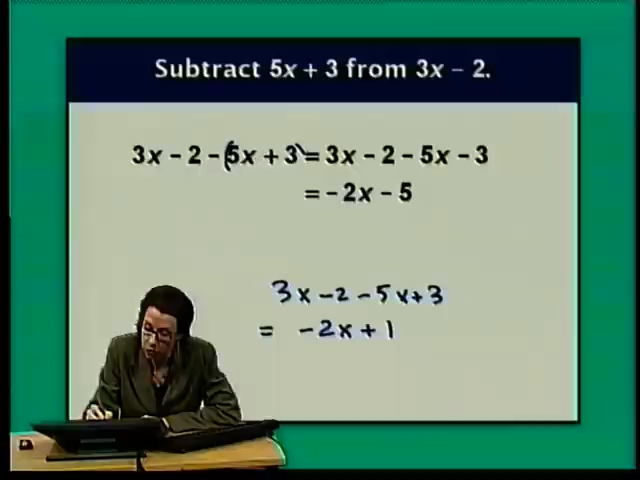 Subtract 5x + 3 from 3x − 2.
3x − 2 − (5x + 3) = 3x − 2 − 5x − 3
= − 2x − 5
3x − 2 − 5x + 3
= − 2x + 1